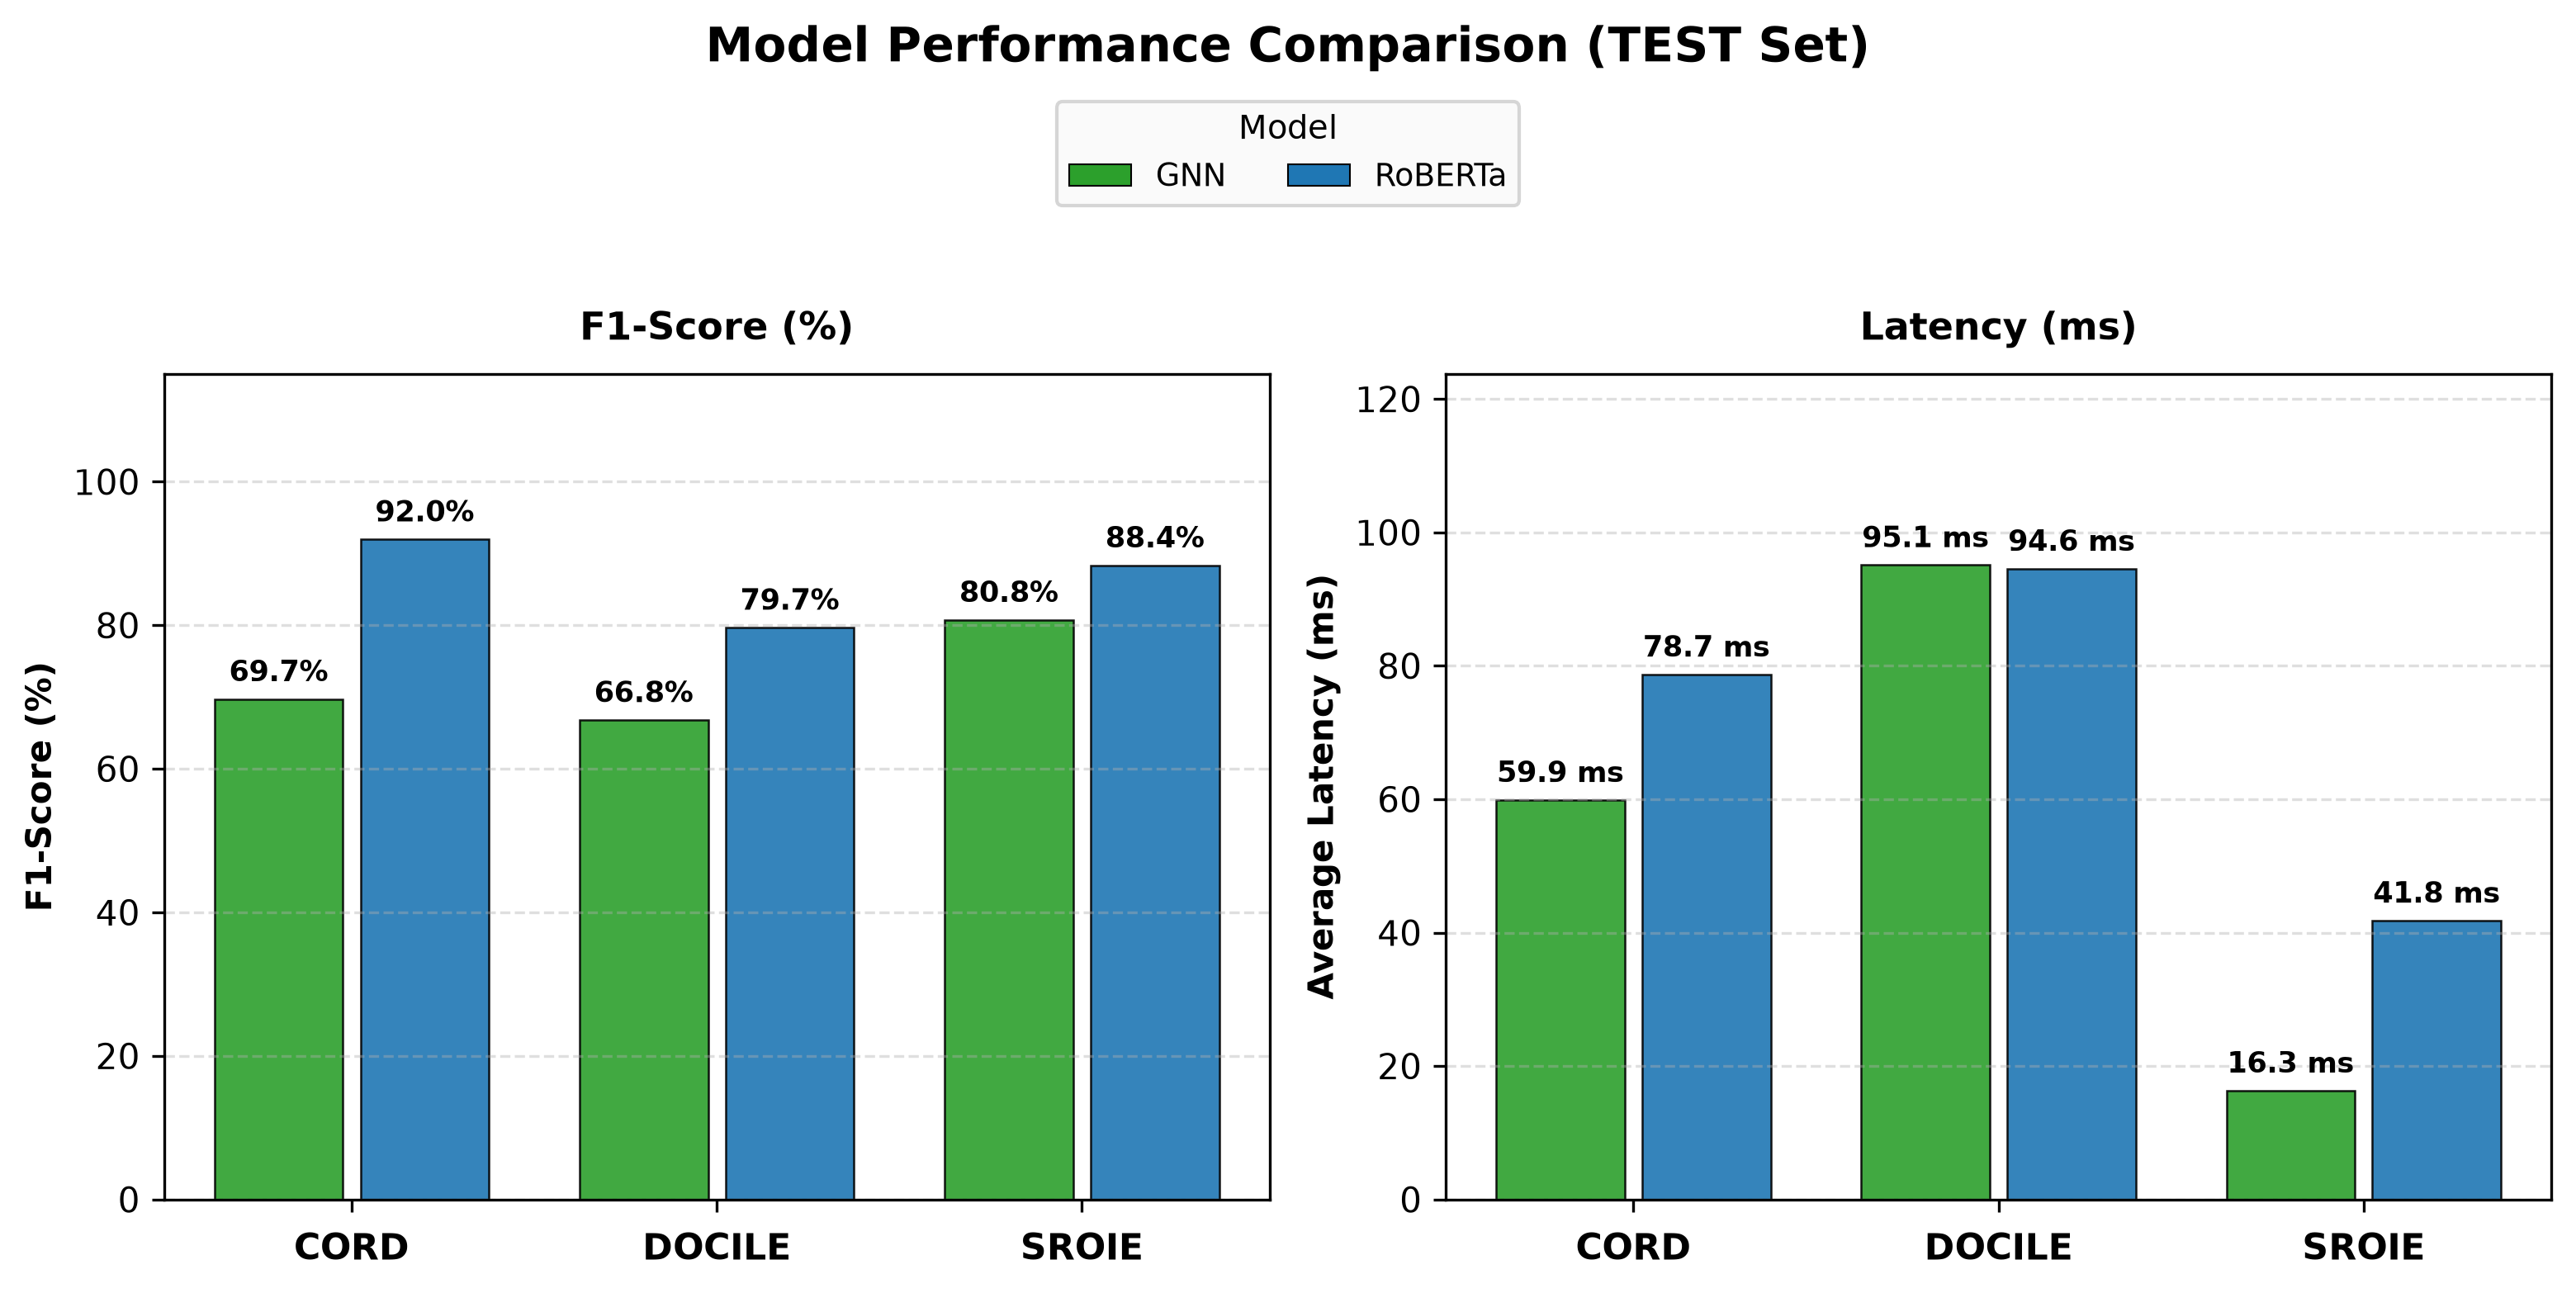 Model Performance Comparison (TEST Set)
Model
GNN RoBERTa
F1-Score (%)
F1-Score (%)
100
80
60
40
20
0
92.0%
88.4%
80.8%
79.7%
69.7%
66.8%
CORD DOCILE SROIE
Latency (ms)
Average Latency (ms)
120
100
80
60
40
20
0
95.1 ms 94.6 ms
78.7 ms
59.9 ms
41.8 ms
16.3 ms
CORD DOCILE SROIE